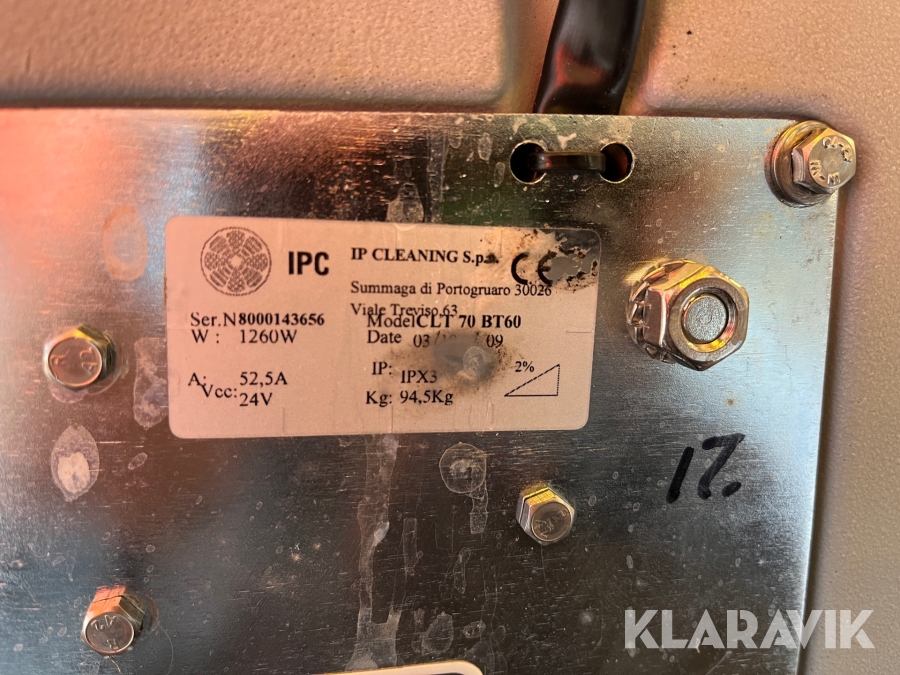 IPC
IP CLEANING S.p.a.
CE
Summaga di Portogruaro 30026
Viale Treviso 63
Ser.N8000143656
ModelCLT 70 BT60
W : 1260W
Date 03/ 09
IP: IPX3
2%
A: 52,5A
Vcc: 24V
Kg: 94,5Kg
17.
KLARAVIK